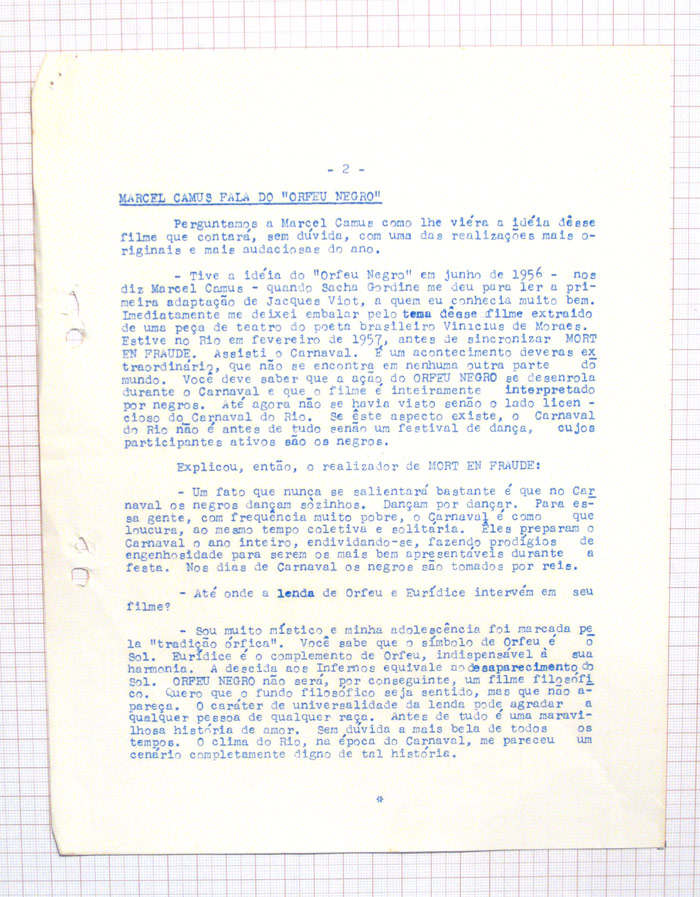 - 2 -
MARCEL CAMUS FALA DO "ORFEU NEGRO"
Perguntamos a Marcel Camus como lhe viéra a idéia dêsse
filme que contará, sem dúvida, com uma das realizações mais o-
riginais e mais audaciosas do ano.
- Tive a idéia do "Orfeu Negro" em junho de 1956 - nos
diz Marcel Camus - quando Sacha Gordine me deu para ler a pri-
meira adaptação de Jacques Viot, a quem eu conhecia muito bem.
Imediatamente me deixei embalar pelo tema dêsse filme extraido
de uma peça de teatro do poeta brasileiro Vinicius de Moraes.
Estive no Rio em fevereiro de 1957, antes de sincronizar MORT
EN FRAUDE. Assisti o Carnaval. É um acontecimento deveras ex
traordinário, que não se encontra em nenhuma outra parte do
mundo. Você deve saber que a ação do ORFEU NEGRO se desenrola
durante o Carnaval e que o filme é inteiramente interpretado
por negros. Até agora não se havia visto senão o lado licen -
cioso do Carnaval do Rio. Se êste aspecto existe, o Carnaval
do Rio não é antes de tudo senão um festival de dança, cujos
participantes ativos são os negros.
Explicou, então, o realizador de MORT EN FRAUDE:
- Um fato que nunca se salientará bastante é que no Car
naval os negros dançam sòzinhos. Dançam por dançar. Para es-
sa gente, com frequência muito pobre, o Carnaval é como que
loucura, ao mesmo tempo coletiva e solitária. Eles preparam o
Carnaval o ano inteiro, endividando-se, fazendo prodígios de
engenhosidade para serem os mais bem apresentáveis durante a
festa. Nos dias de Carnaval os negros são tomados por reis.
- Até onde a lenda de Orfeu e Eurídice intervém em seu
filme?
- Sou muito místico e minha adolescência foi marcada pe
la "tradição órfica". Você sabe que o símbolo de Orfeu é o
Sol. Eurídice é o complemento de Orfeu, indispensável à sua
harmonia. A descida aos Infernos equivale ao desaparecimento do
Sol. ORFEU NEGRO não será, por conseguinte, um filme filosófi
co. Quero que o fundo filosófico seja sentido, mas que não a-
pareça. O caráter de universalidade da lenda pode agradar a
qualquer pessoa de qualquer raça. Antes de tudo é uma maravi-
lhosa história de amor. Sem dúvida a mais bela de todos os
tempos. O clima do Rio, na época do Carnaval, me pareceu um
cenário completamente digno de tal história.
*